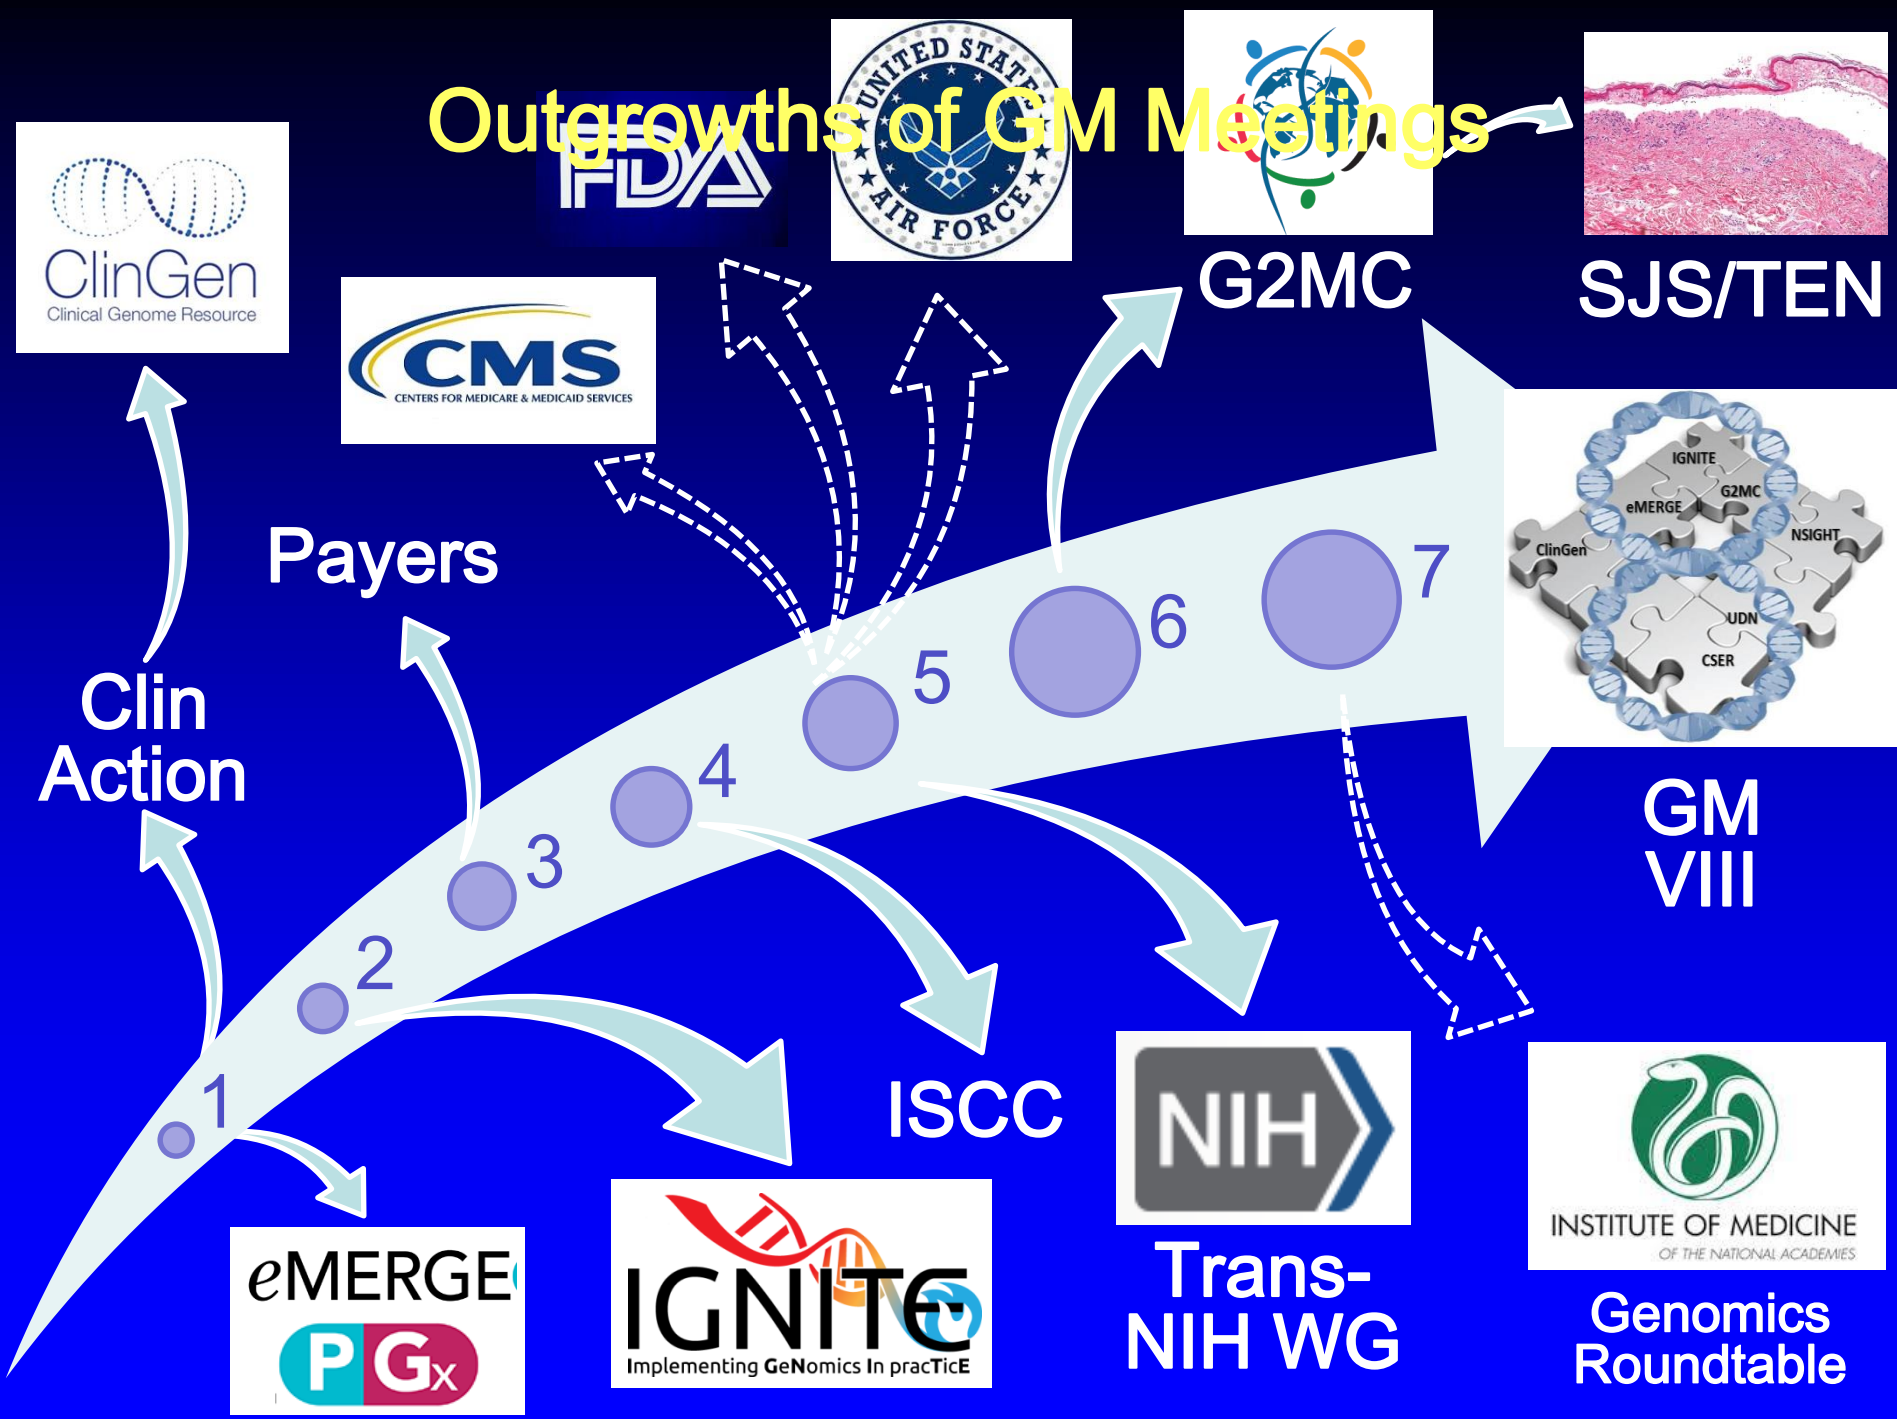 Outgrowths of GM Meetings
FDA
UNITED STATES
AIR FORCE
ClinGen
Clinical Genome Resource
CMS
CENTERS FOR MEDICARE & MEDICAID SERVICES
G2MC
SJS/TEN
IGNITE
G2MC
eMERGE
NSIGHT
ClinGen
UDN
CSER
Payers
Clin
Action
7
6
5
4
3
2
1
GM
VIII
ISCC
NIH
Trans-
NIH WG
INSTITUTE OF MEDICINE
OF THE NATIONAL ACADEMIES
Genomics
Roundtable
eMERGE
PGx
IGNITE
Implementing GeNomics In pracTicE